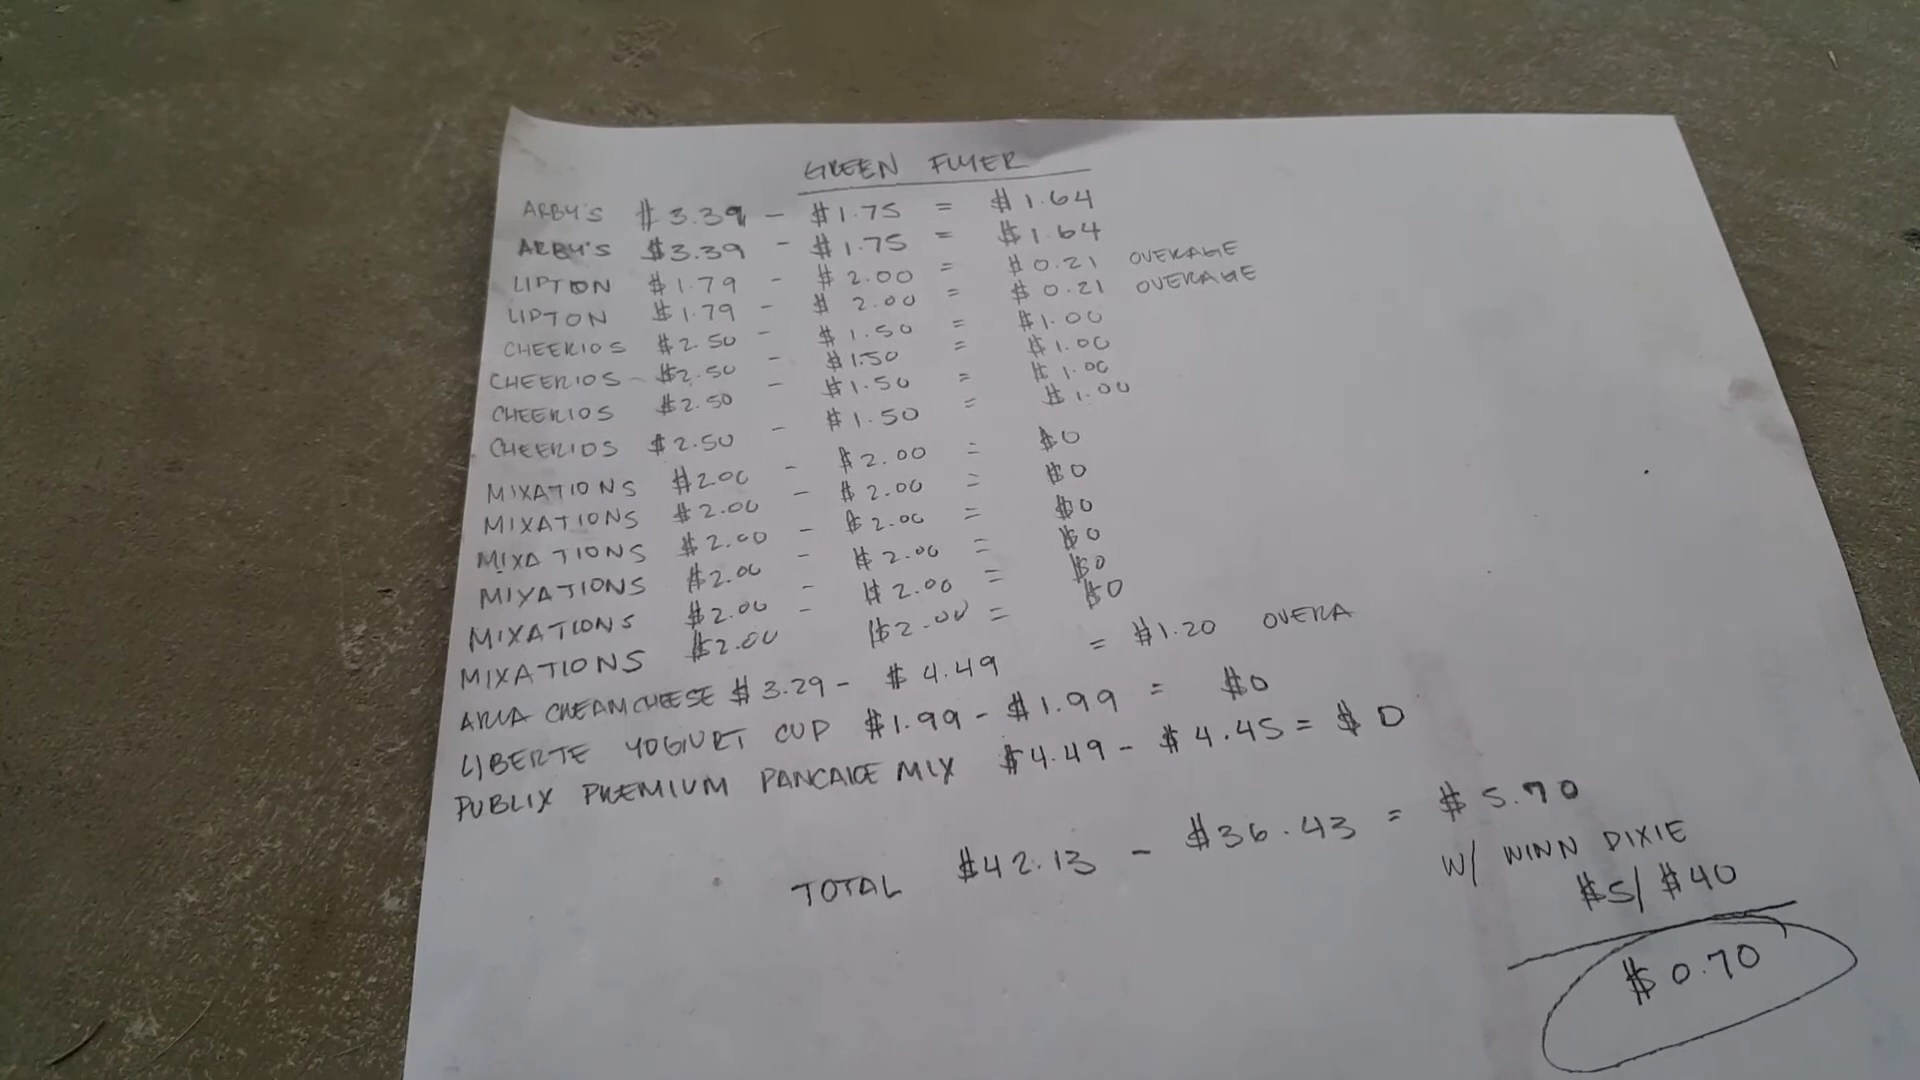 GREEN FLYER
ARBY'S $3.39 - $1.75 = $1.64
ARBY'S $3.39 - $1.75 = $1.64
LIPTON $1.79 - $2.00 = $0.21 OVERAGE
LIPTON $1.79 - $2.00 = $0.21 OVERAGE
CHEERIOS $2.50 - $1.50 = $1.00
CHEERIOS $2.50 - $1.50 = $1.00
CHEERIOS $2.50 - $1.50 = $1.00
CHEERIOS $2.50 - $1.50 = $1.00
MIXATIONS $2.00 - $2.00 = $0
MIXATIONS $2.00 - $2.00 = $0
MIXATIONS $2.00 - $2.00 = $0
MIXATIONS $2.00 - $2.00 = $0
MIXATIONS $2.00 - $2.00 = $0
MIXATIONS $2.00 - $2.00 = $0
ARLA CREAMCHEESE $3.29 - $4.49 = $1.20 OVERA
LIBERTE YOGIURT CUP $1.99 - $1.99 = $0
PUBLIX PREMIUM PANCAKE MIX $4.49 - $4.45 = $0
TOTAL $42.13 - $36.43 = $5.70
W/ WINN DIXIE
$5/$40
$0.70